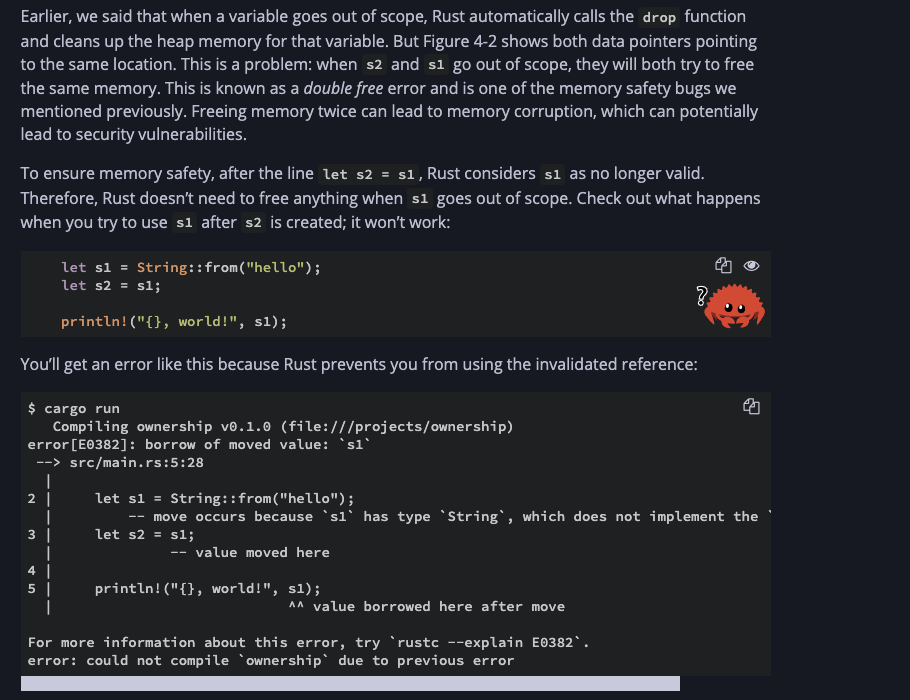 Earlier, we said that when a variable goes out of scope, Rust automatically calls the drop function
and cleans up the heap memory for that variable. But Figure 4-2 shows both data pointers pointing
to the same location. This is a problem: when s2 and s1 go out of scope, they will both try to free
the same memory. This is known as a double free error and is one of the memory safety bugs we
mentioned previously. Freeing memory twice can lead to memory corruption, which can potentially
lead to security vulnerabilities.
To ensure memory safety, after the line let s2 = s1, Rust considers s1 as no longer valid.
Therefore, Rust doesn’t need to free anything when s1 goes out of scope. Check out what happens
when you try to use s1 after s2 is created; it won’t work:
let s1 = String::from("hello");
let s2 = s1;
?
println!("{}, world!", s1);
You’ll get an error like this because Rust prevents you from using the invalidated reference:
$ cargo run
   Compiling ownership v0.1.0 (file:///projects/ownership)
error[E0382]: borrow of moved value: `s1`
 --> src/main.rs:5:28
  |
2 |     let s1 = String::from("hello");
  |         -- move occurs because `s1` has type `String`, which does not implement the `
3 |     let s2 = s1;
  |              -- value moved here
4 |
5 |     println!("{}, world!", s1);
  |                            ^^ value borrowed here after move
For more information about this error, try `rustc --explain E0382`.
error: could not compile `ownership` due to previous error